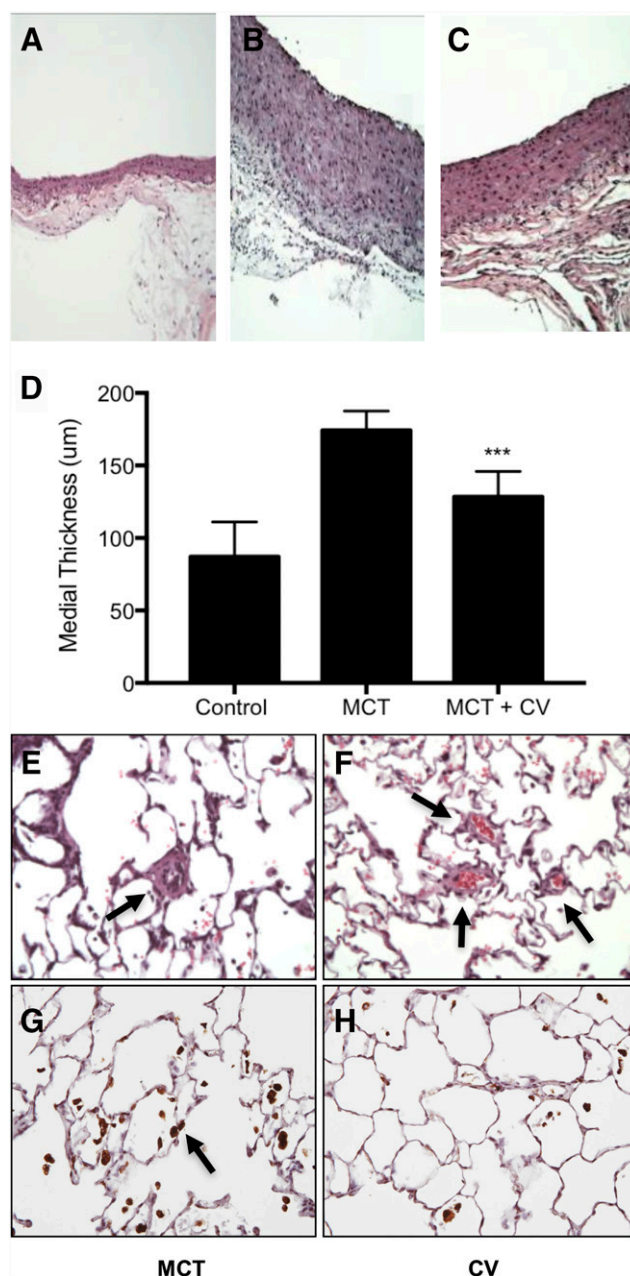 A B C
D
Medial Thickness (um)
200
150
100
50
0
***
Control MCT MCT + CV
E F
G H
MCT CV